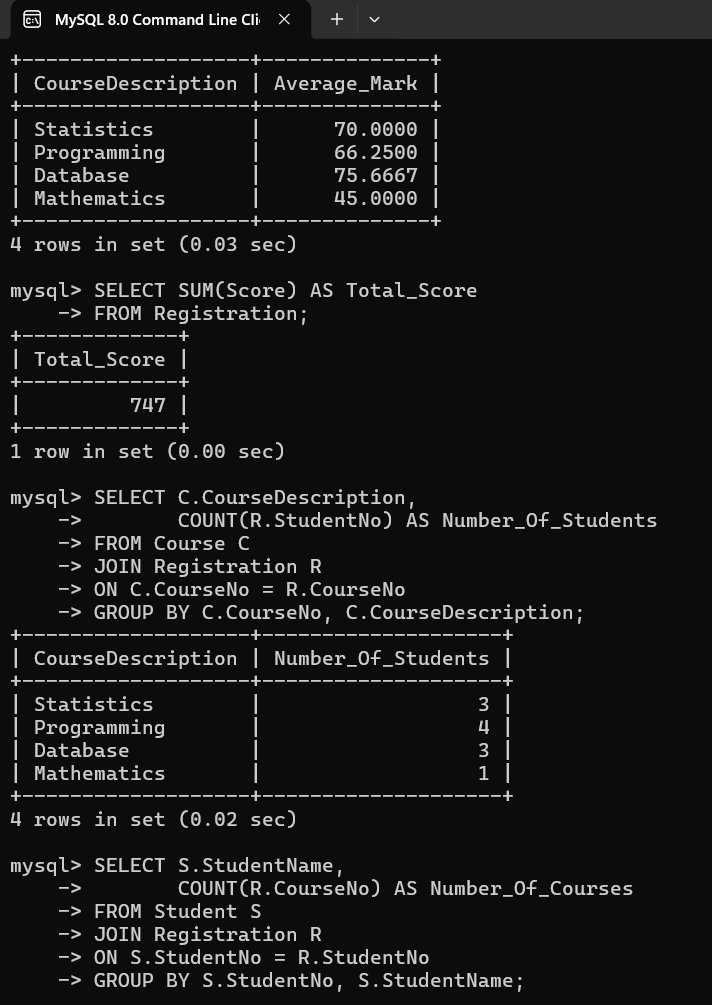 MySQL 8.0 Command Line Cli
+-------------------+--------------+
| CourseDescription | Average_Mark |
+-------------------+--------------+
| Statistics        |      70.0000 |
| Programming       |      66.2500 |
| Database          |      75.6667 |
| Mathematics       |      45.0000 |
+-------------------+--------------+
4 rows in set (0.03 sec)
mysql> SELECT SUM(Score) AS Total_Score
    -> FROM Registration;
+-------------+
| Total_Score |
+-------------+
|         747 |
+-------------+
1 row in set (0.00 sec)
mysql> SELECT C.CourseDescription,
    ->        COUNT(R.StudentNo) AS Number_Of_Students
    -> FROM Course C
    -> JOIN Registration R
    -> ON C.CourseNo = R.CourseNo
    -> GROUP BY C.CourseNo, C.CourseDescription;
+-------------------+--------------------+
| CourseDescription | Number_Of_Students |
+-------------------+--------------------+
| Statistics        |                  3 |
| Programming       |                  4 |
| Database          |                  3 |
| Mathematics       |                  1 |
+-------------------+--------------------+
4 rows in set (0.02 sec)
mysql> SELECT S.StudentName,
    ->        COUNT(R.CourseNo) AS Number_Of_Courses
    -> FROM Student S
    -> JOIN Registration R
    -> ON S.StudentNo = R.StudentNo
    -> GROUP BY S.StudentNo, S.StudentName;